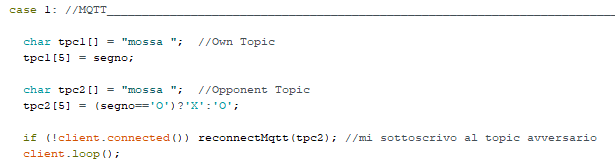 case 1: //MQTT______________________________________________________________________
char tpc1[] = "mossa ";  //Own Topic
tpc1[5] = segno;
char tpc2[] = "mossa ";  //Opponent Topic
tpc2[5] = (segno=='O')?'X':'O';
if (!client.connected()) reconnectMqtt(tpc2); //mi sottoscrivo al topic avversario
client.loop();